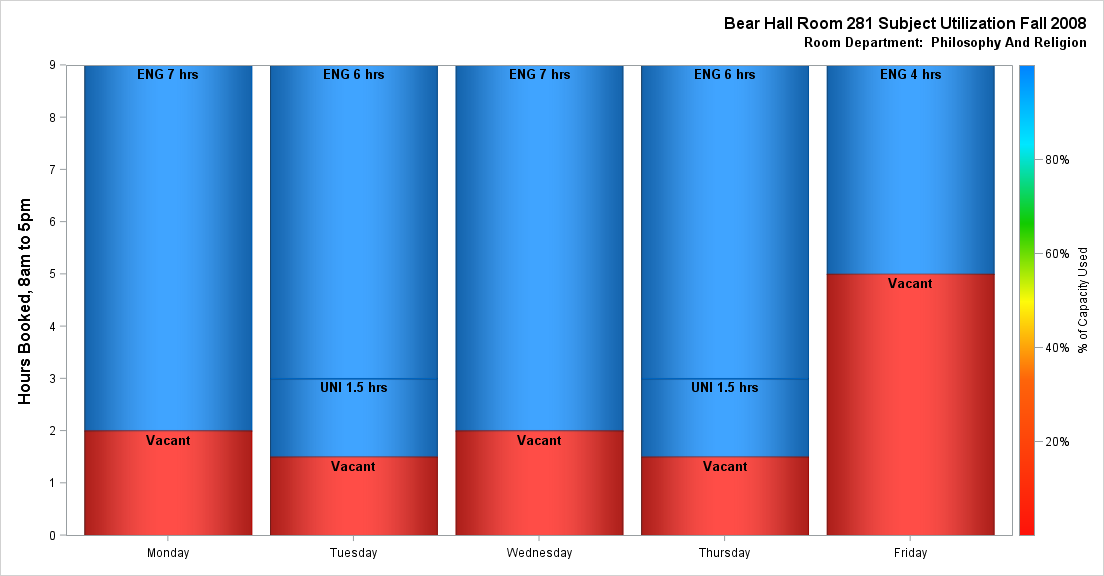 Bear Hall Room 281 Subject Utilization Fall 2008
Room Department:  Philosophy And Religion
Hours Booked, 8am to 5pm
9
8
7
6
5
4
3
2
1
0
ENG 7 hrs
Vacant
ENG 6 hrs
UNI 1.5 hrs
Vacant
ENG 7 hrs
Vacant
ENG 6 hrs
UNI 1.5 hrs
Vacant
ENG 4 hrs
Vacant
Monday
Tuesday
Wednesday
Thursday
Friday
80%
60%
40%
20%
% of Capacity Used